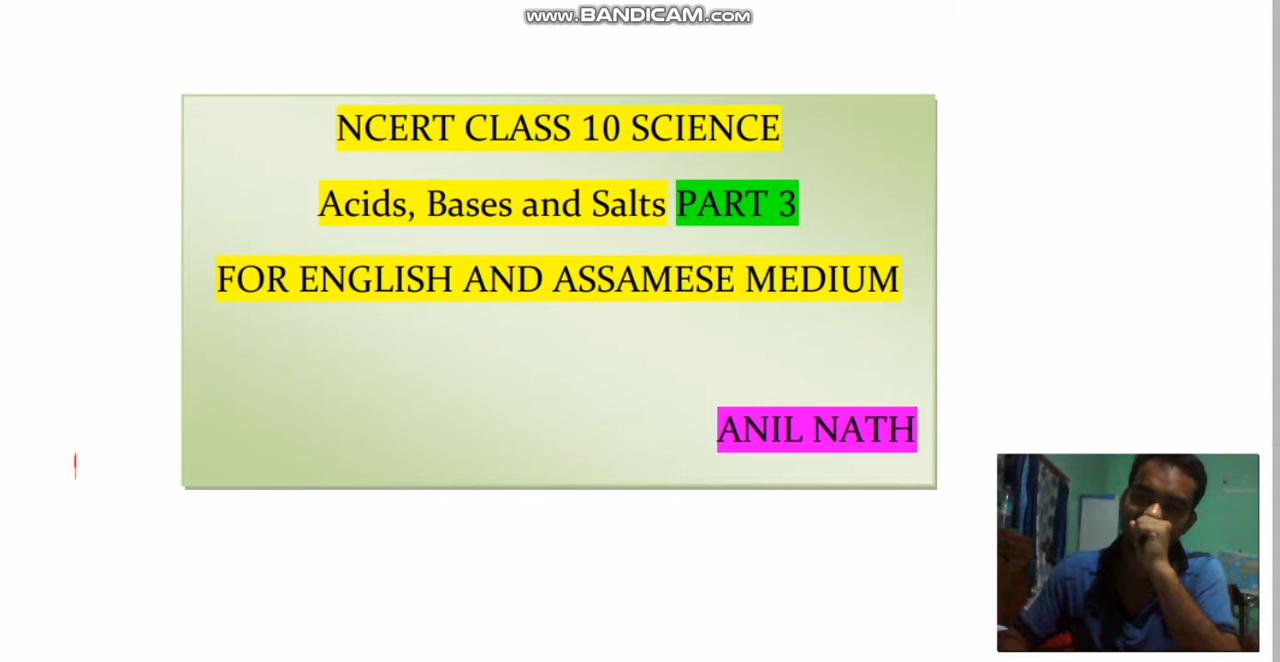 WWW.BANDICAM.COM
NCERT CLASS 10 SCIENCE
Acids, Bases and Salts PART 3
FOR ENGLISH AND ASSAMESE MEDIUM
ANIL NATH